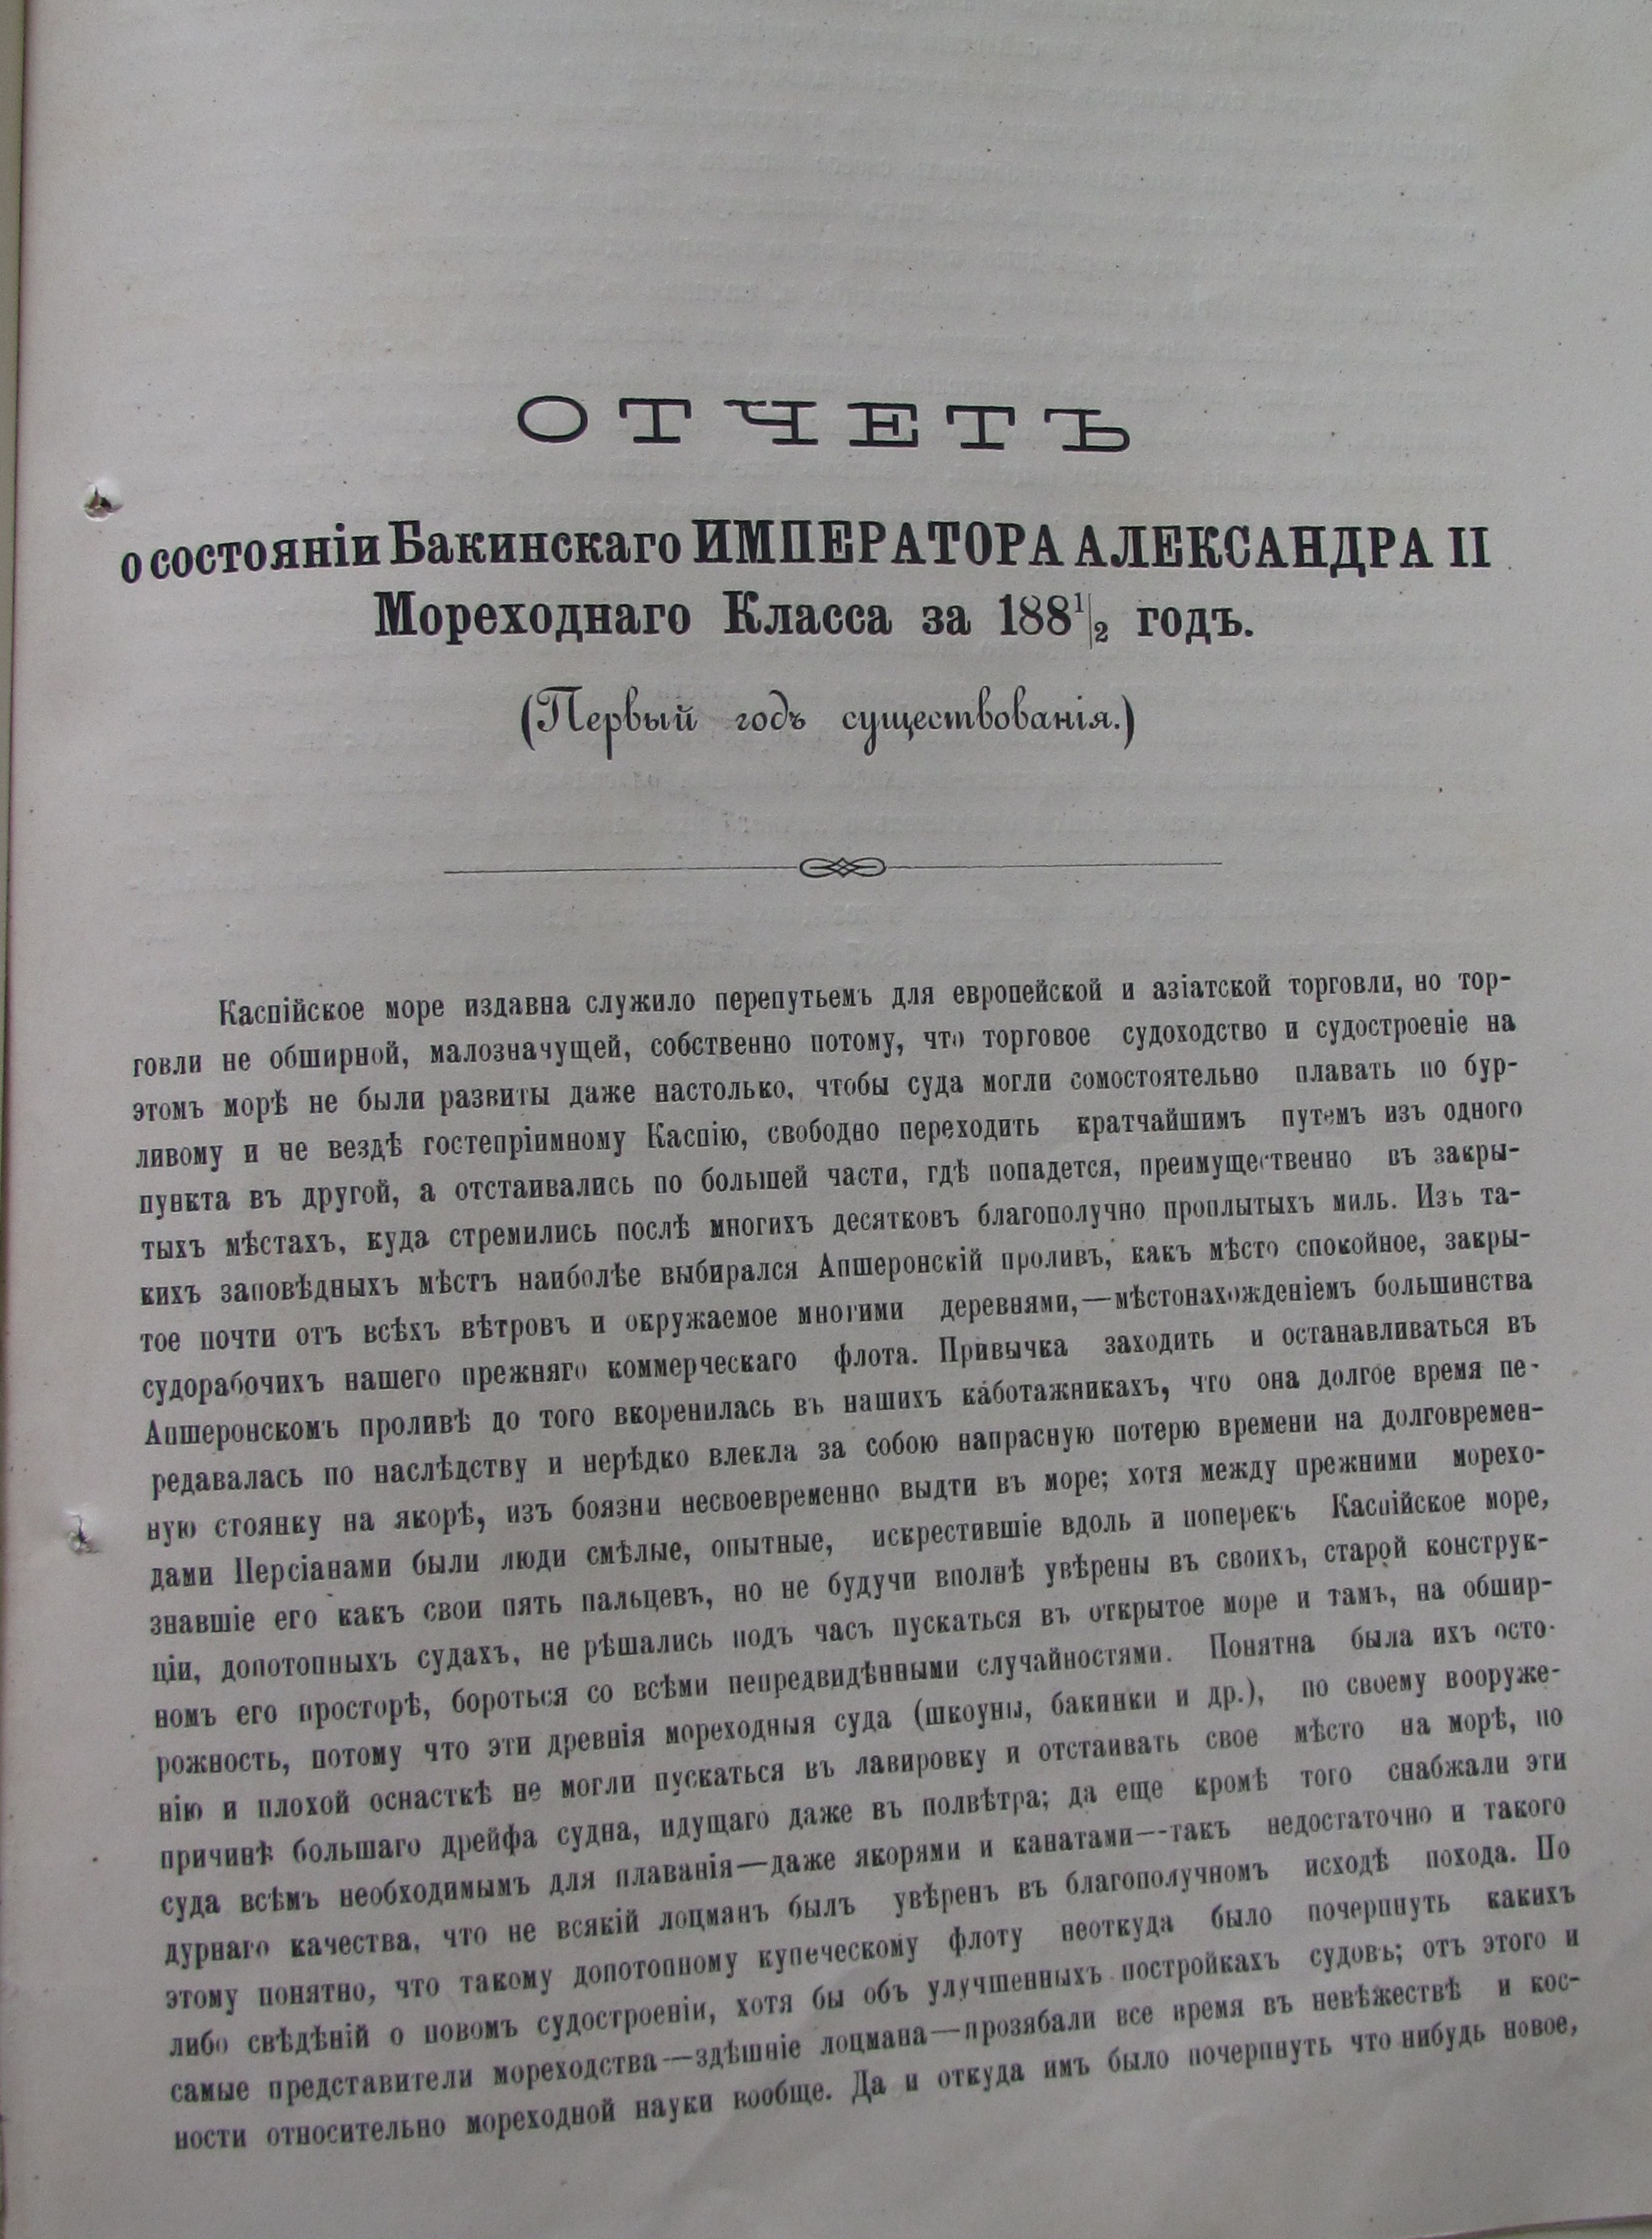 ОТЧЕТЪ
о состоянiи Бакинскаго ИМПЕРАТОРА АЛЕКСАНДРА II
Мореходнаго Класса за 188¹/₂ годъ.
(Первый годъ существованiя.)
Каспiйское море издавна служило перепутьемъ для европейской и азiатской торговли, но тор-
говли не обширной, малозначущей, собственно потому, что торговое судоходство и судостроенiе на
этомъ морѣ не были развиты даже настолько, чтобы суда могли сомостоятельно плавать по бур-
ливому и не вездѣ гостепрiимному Каспiю, свободно переходить кратчайшимъ путемъ изъ одного
пункта въ другой, а отстаивались по большей части, гдѣ попадется, преимущественно въ закры-
тыхъ мѣстахъ, куда стремились послѣ многихъ десятковъ благополучно проплытыхъ миль. Изъ та-
кихъ заповѣдныхъ мѣстъ наиболѣе выбирался Апшеронскiй проливъ, какъ мѣсто спокойное, закры-
тое почти отъ всѣхъ вѣтровъ и окружаемое многими деревнями,—мѣстонахожденiемъ большинства
судорабочихъ нашего прежняго коммерческаго флота. Привычка заходить и останавливаться въ
Апшеронскомъ проливѣ до того вкоренилась въ нашихъ каботажникахъ, что она долгое время пе-
редавалась по наслѣдству и нерѣдко влекла за собою напрасную потерю времени на долговремен-
ную стоянку на якорѣ, изъ боязни несвоевременно выдти въ море; хотя между прежними морехо-
дами Персiанами были люди смѣлые, опытные, искрестившiе вдоль и поперекъ Каспiйское море,
знавшiе его какъ свои пять пальцевъ, но не будучи вполнѣ увѣрены въ своихъ, старой конструк-
цiи, допотопныхъ судахъ, не рѣшались подъ часъ пускаться въ открытое море и тамъ, на обшир-
номъ его просторѣ, бороться со всѣми непредвидѣнными случайностями. Понятна была ихъ осто-
рожность, потому что эти древнiя мореходныя суда (шкоуны, бакинки и др.), по своему вооруже-
нiю и плохой оснасткѣ не могли пускаться въ лавировку и отстаивать свое мѣсто на морѣ, по
причинѣ большаго дрейфа судна, идущаго даже въ полвѣтра; да еще кромѣ того снабжали эти
суда всѣмъ необходимымъ для плаванiя—даже якорями и канатами—такъ недостаточно и такого
дурнаго качества, что не всякiй лоцманъ былъ увѣренъ въ благополучномъ исходѣ похода. По
этому понятно, что такому допотопному купеческому флоту неоткуда было почерпнуть какихъ
либо свѣдѣнiй о новомъ судостроенiи, хотя бы объ улучшенныхъ постройкахъ судовъ; отъ этого и
самые представители мореходства—здѣшнiе лоцмана—прозябали все время въ невѣжествѣ и кос-
ности относительно мореходной науки вообще. Да и откуда имъ было почерпнуть что нибудь новое,